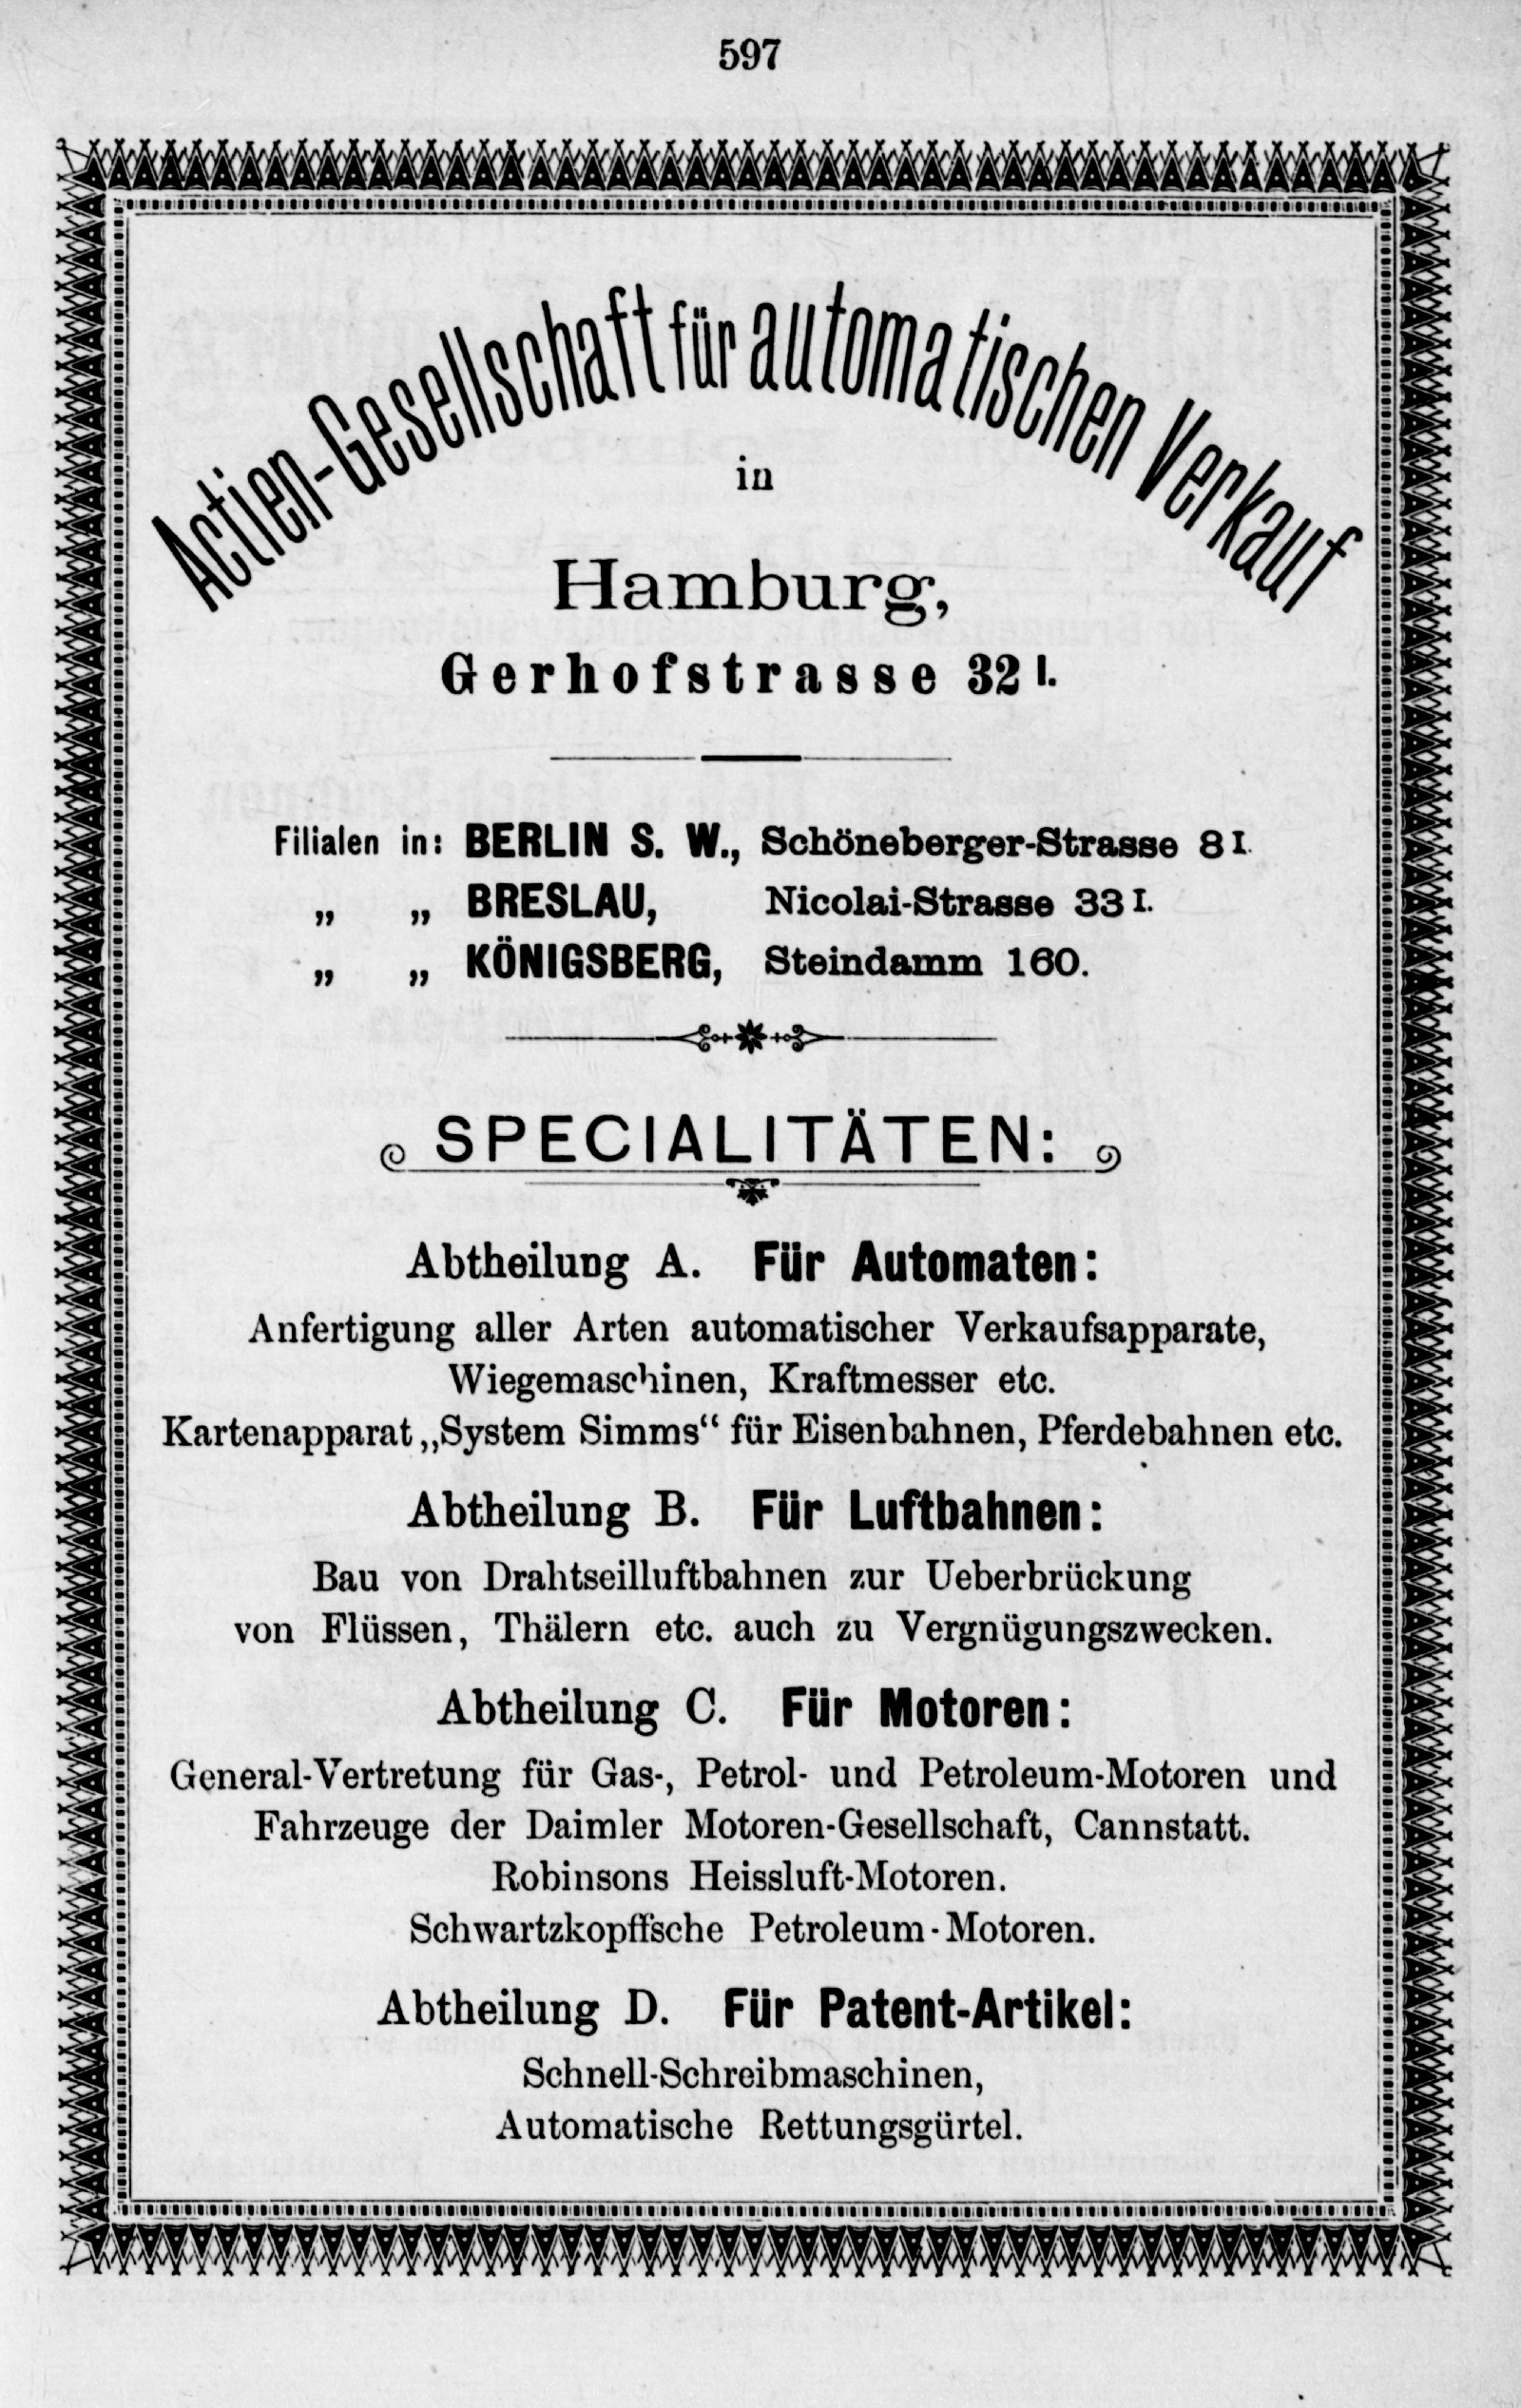 597
Actien-Gesellschaft für automatischen Verkauf
in
Hamburg,
Gerhofstrasse 32 I.
Filialen in: BERLIN S. W., Schöneberger-Strasse 8 I.
„ „ BRESLAU, Nicolai-Strasse 33 I.
„ „ KÖNIGSBERG, Steindamm 160.
SPECIALITÄTEN:
Abtheilung A. Für Automaten:
Anfertigung aller Arten automatischer Verkaufsapparate,
Wiegemaschinen, Kraftmesser etc.
Kartenapparat „System Simms“ für Eisenbahnen, Pferdebahnen etc.
Abtheilung B. Für Luftbahnen:
Bau von Drahtseilluftbahnen zur Ueberbrückung
von Flüssen, Thälern etc. auch zu Vergnügungszwecken.
Abtheilung C. Für Motoren:
General-Vertretung für Gas-, Petrol- und Petroleum-Motoren und
Fahrzeuge der Daimler Motoren-Gesellschaft, Cannstatt.
Robinsons Heissluft-Motoren.
Schwartzkopff'sche Petroleum-Motoren.
Abtheilung D. Für Patent-Artikel:
Schnell-Schreibmaschinen,
Automatische Rettungsgürtel.